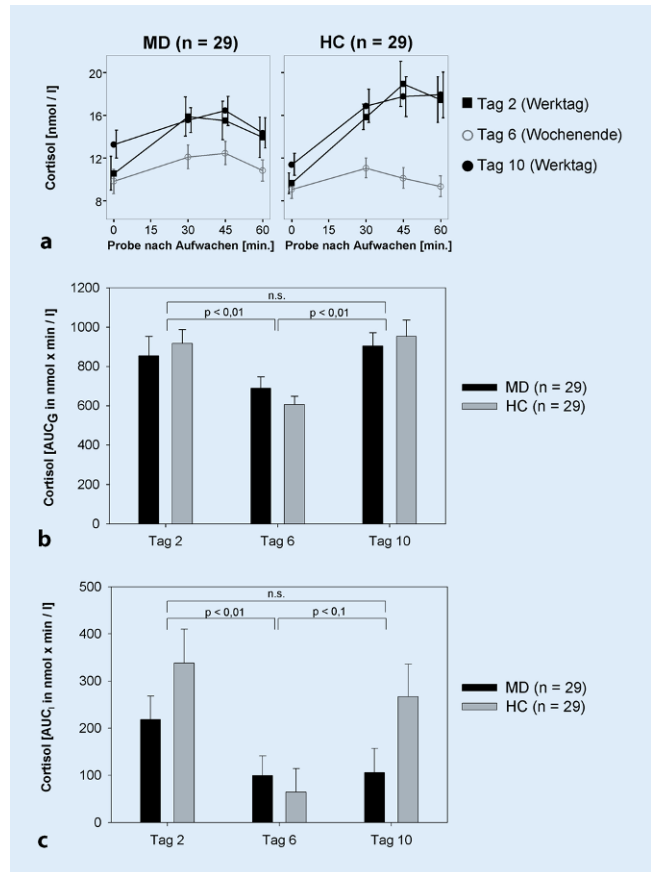 MD (n = 29)
HC (n = 29)
Cortisol [nmol / l]
20
16
12
8
0 15 30 45 60
0 15 30 45 60
Probe nach Aufwachen [min.]
Probe nach Aufwachen [min.]
Tag 2 (Werktag)
Tag 6 (Wochenende)
Tag 10 (Werktag)
a
Cortisol [AUCG in nmol x min / l]
1200
1000
800
600
400
200
0
n.s.
p < 0,01 p < 0,01
Tag 2 Tag 6 Tag 10
MD (n = 29)
HC (n = 29)
b
Cortisol [AUCI in nmol x min / l]
500
400
300
200
100
0
n.s.
p < 0,01 p < 0,1
Tag 2 Tag 6 Tag 10
MD (n = 29)
HC (n = 29)
c